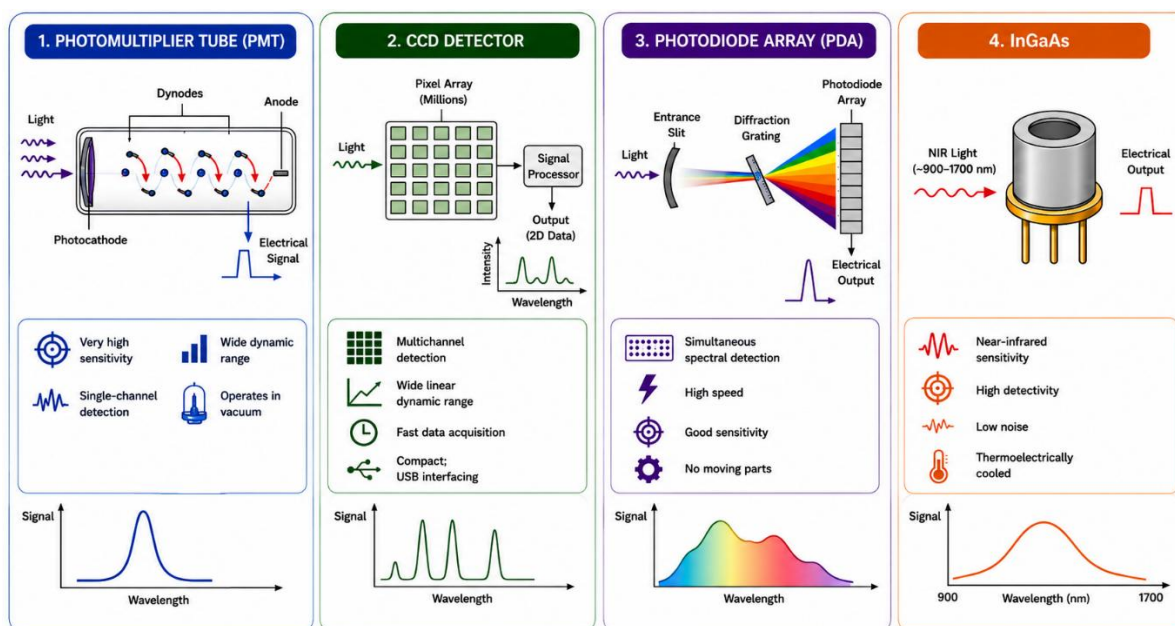 1. PHOTOMULTIPLIER TUBE (PMT)
Dynodes
Anode
Light
Photocathode
Electrical
Signal
Very high
sensitivity
Wide dynamic
range
Single-channel
detection
Operates in
vacuum
Signal
Wavelength
2. CCD DETECTOR
Pixel Array
(Millions)
Light
Signal
Processor
Output
(2D Data)
Intensity
Wavelength
Multichannel
detection
Wide linear
dynamic range
Fast data acquisition
Compact;
USB interfacing
Signal
Wavelength
3. PHOTODIODE ARRAY (PDA)
Photodiode
Array
Entrance
Slit
Diffraction
Grating
Light
Electrical
Output
Simultaneous
spectral detection
High speed
Good sensitivity
No moving parts
Signal
Wavelength
4. InGaAs
NIR Light
(~900–1700 nm)
Electrical
Output
Near-infrared
sensitivity
High detectivity
Low noise
Thermoelectrically
cooled
Signal
900
Wavelength (nm)
1700